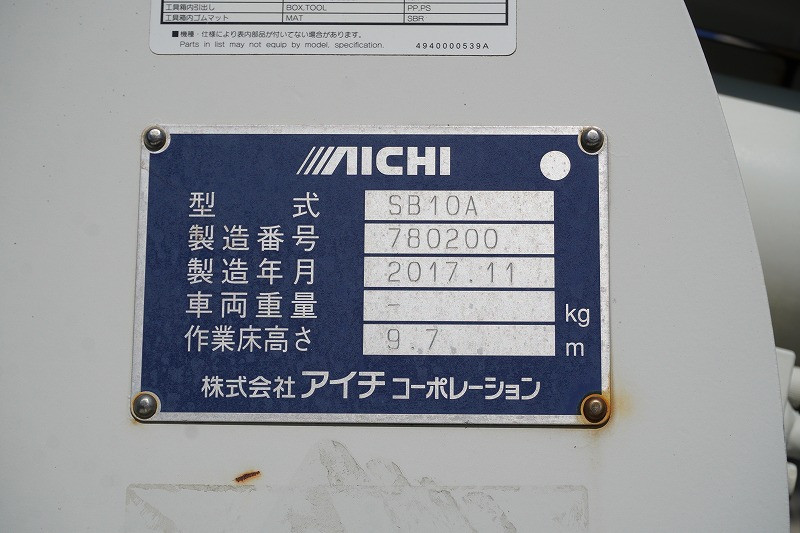 工具箱内引出し BOX.TOOL PP.PS
工具箱内ゴムマット MAT SBR
■機種・仕様により表内部品が付いてない場合があります。
Parts in list may not equip by model. specification. 4940000539A
AICHI
型式 SB10A
製造番号 780200
製造年月 2017.11
車両重量 - kg
作業床高さ 9.7 m
株式会社 アイチ コーポレーション